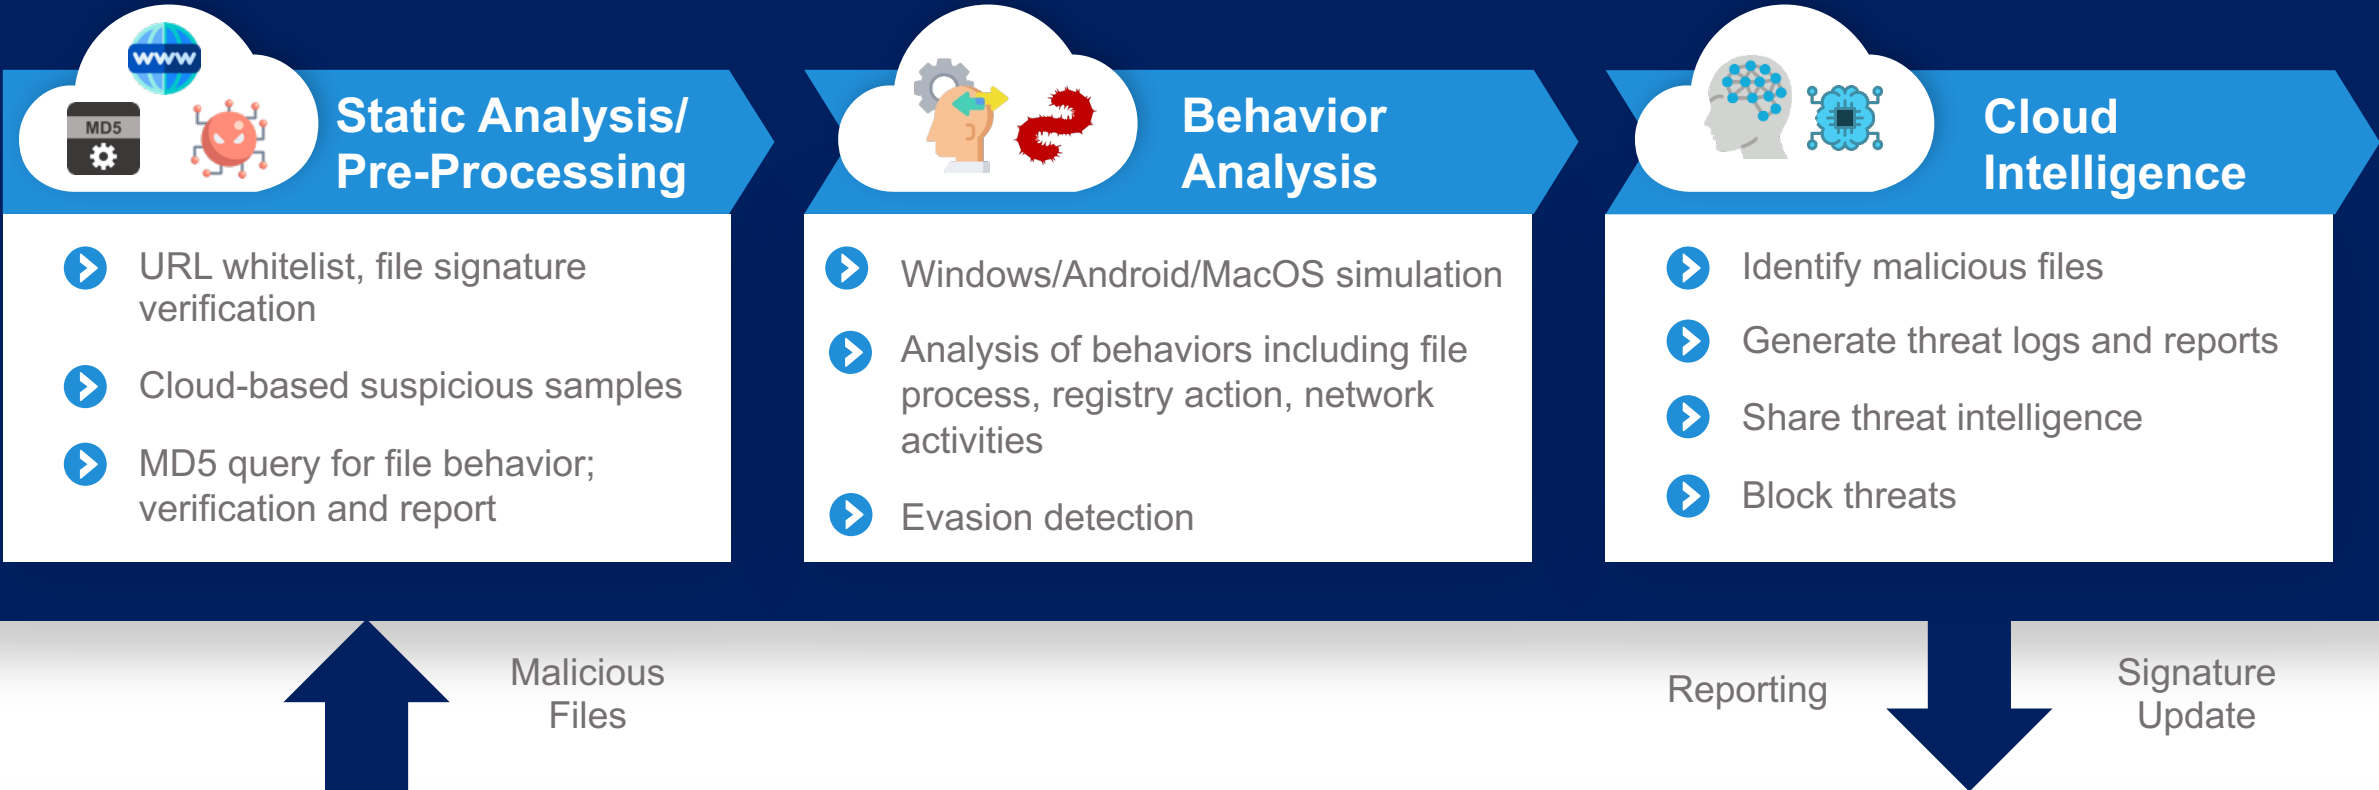 WWW
MD5
Static Analysis/
Pre-Processing
URL whitelist, file signature
verification
Cloud-based suspicious samples
MD5 query for file behavior;
verification and report
Behavior
Analysis
Windows/Android/MacOS simulation
Analysis of behaviors including file
process, registry action, network
activities
Evasion detection
Cloud
Intelligence
Identify malicious files
Generate threat logs and reports
Share threat intelligence
Block threats
Malicious
Files
Reporting
Signature
Update